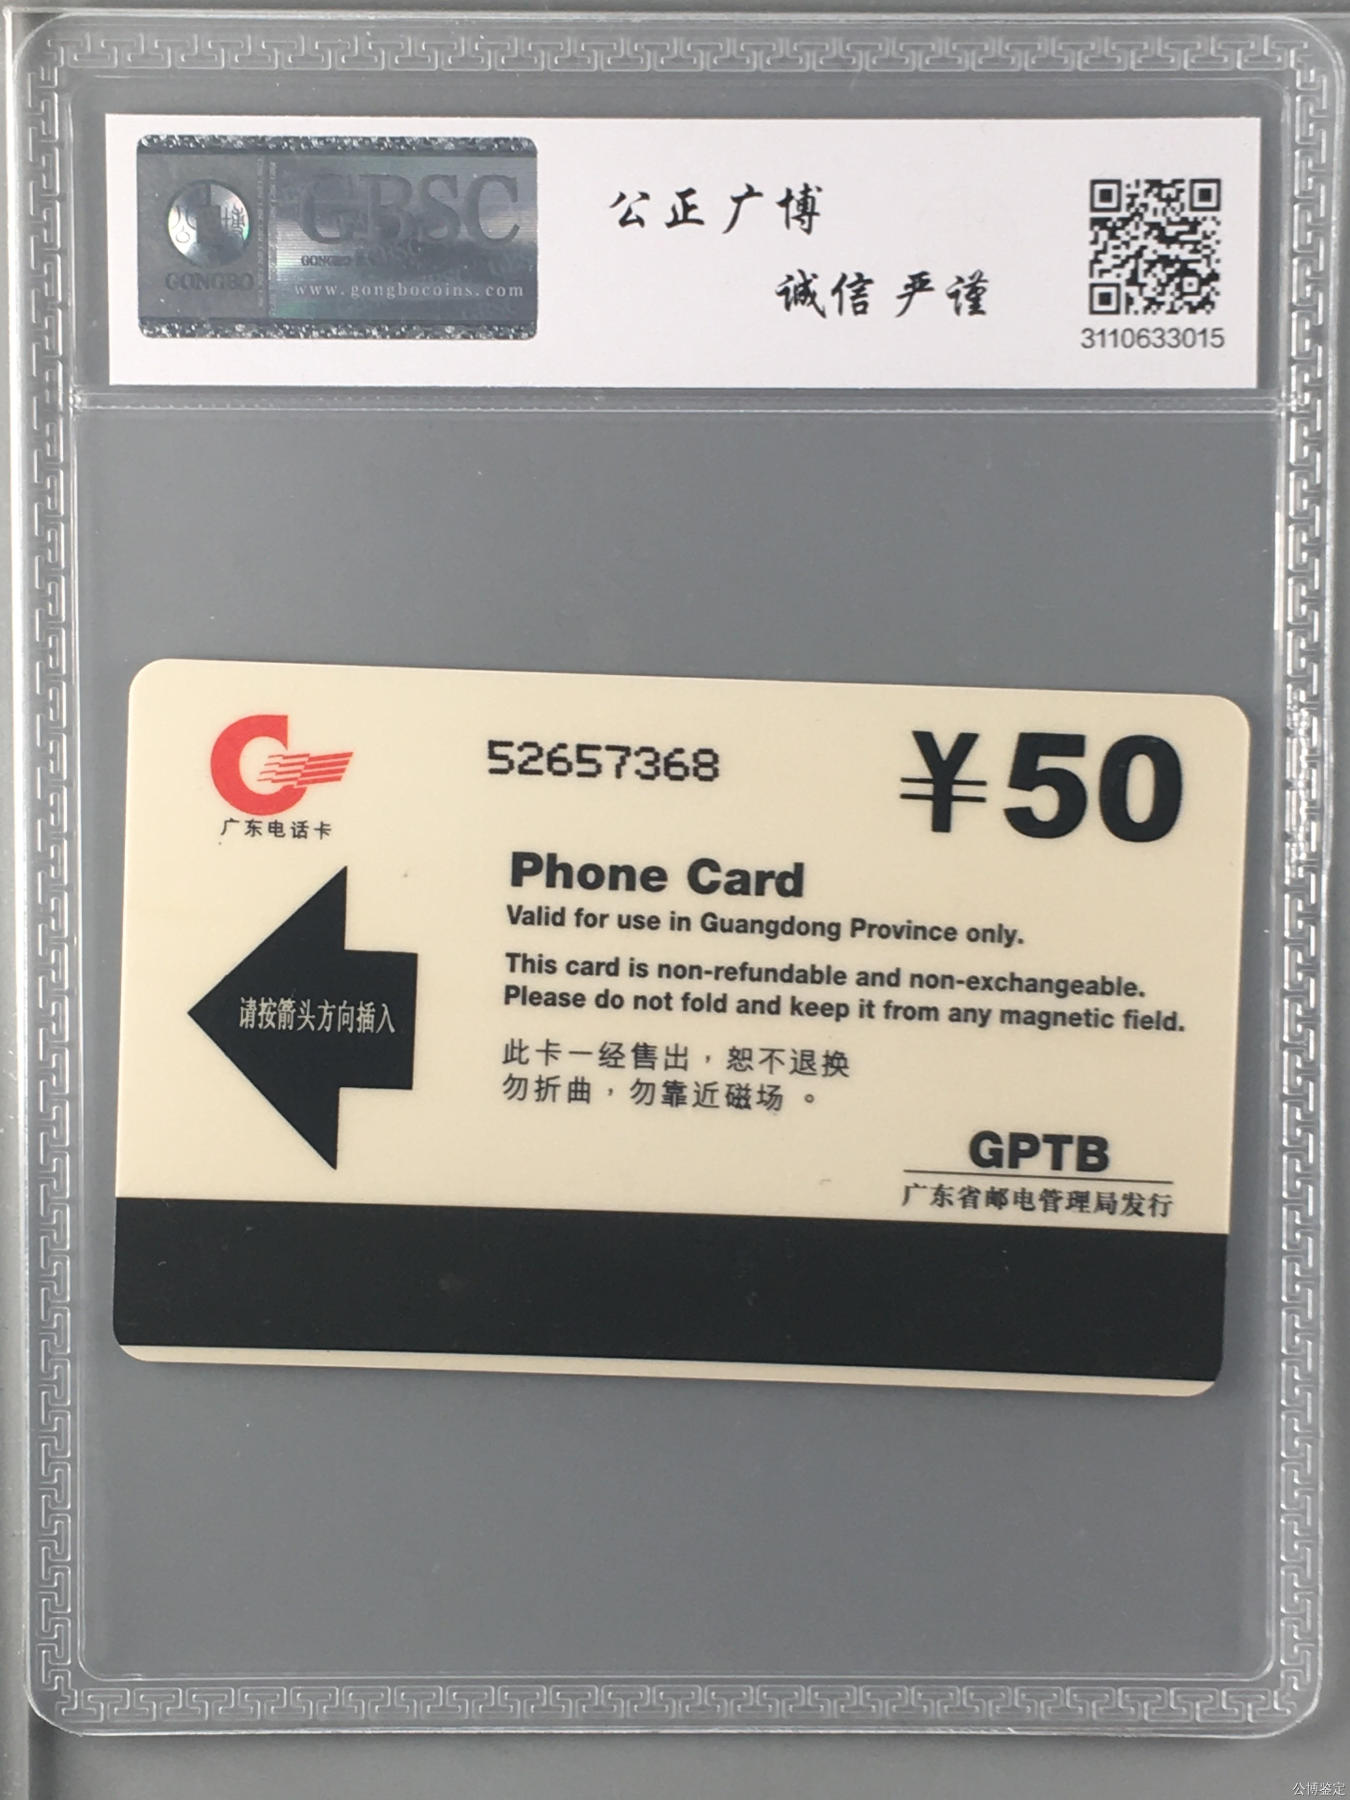 GBSC
GONGBO
www.gongbocoins.com
公正广博
诚信严谨
3110633015
52657368
¥50
广东电话卡
Phone Card
Valid for use in Guangdong Province only.
This card is non-refundable and non-exchangeable.
Please do not fold and keep it from any magnetic field.
请按箭头方向插入
此卡一经售出，恕不退换
勿折曲，勿靠近磁场。
GPTB
广东省邮电管理局发行
公博鉴定